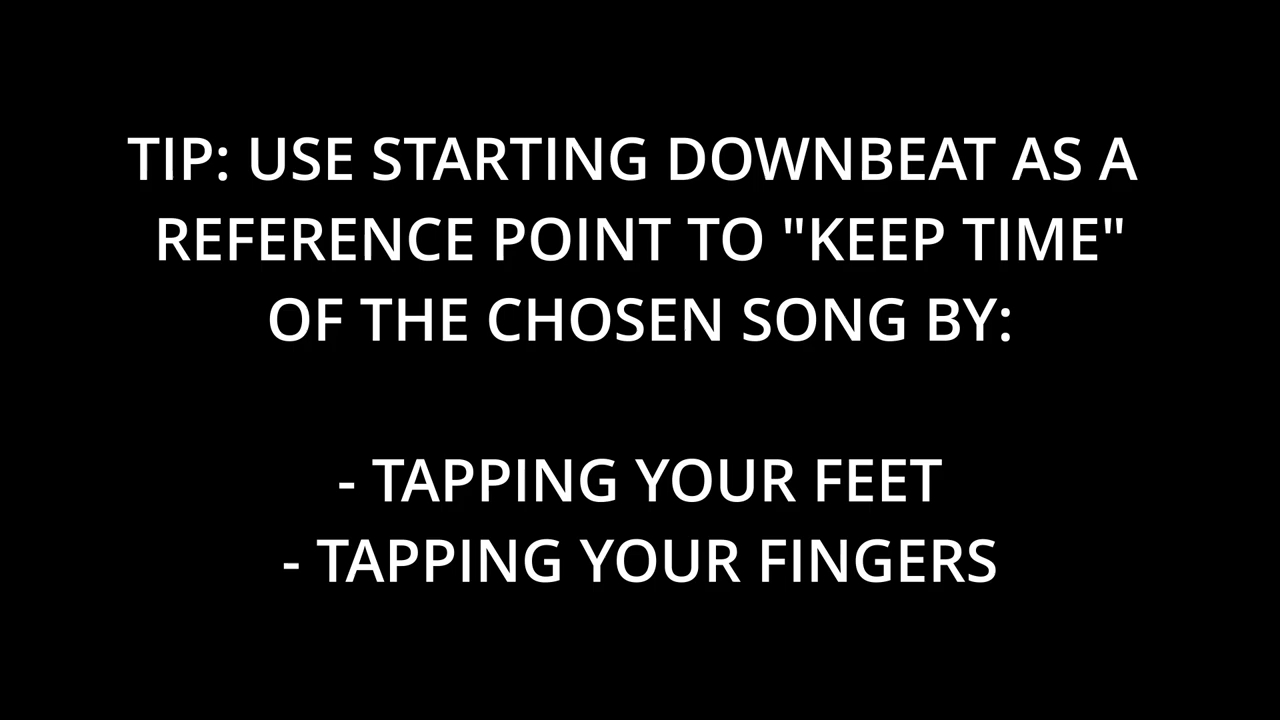 TIP: USE STARTING DOWNBEAT AS A
REFERENCE POINT TO "KEEP TIME"
OF THE CHOSEN SONG BY:
- TAPPING YOUR FEET
- TAPPING YOUR FINGERS